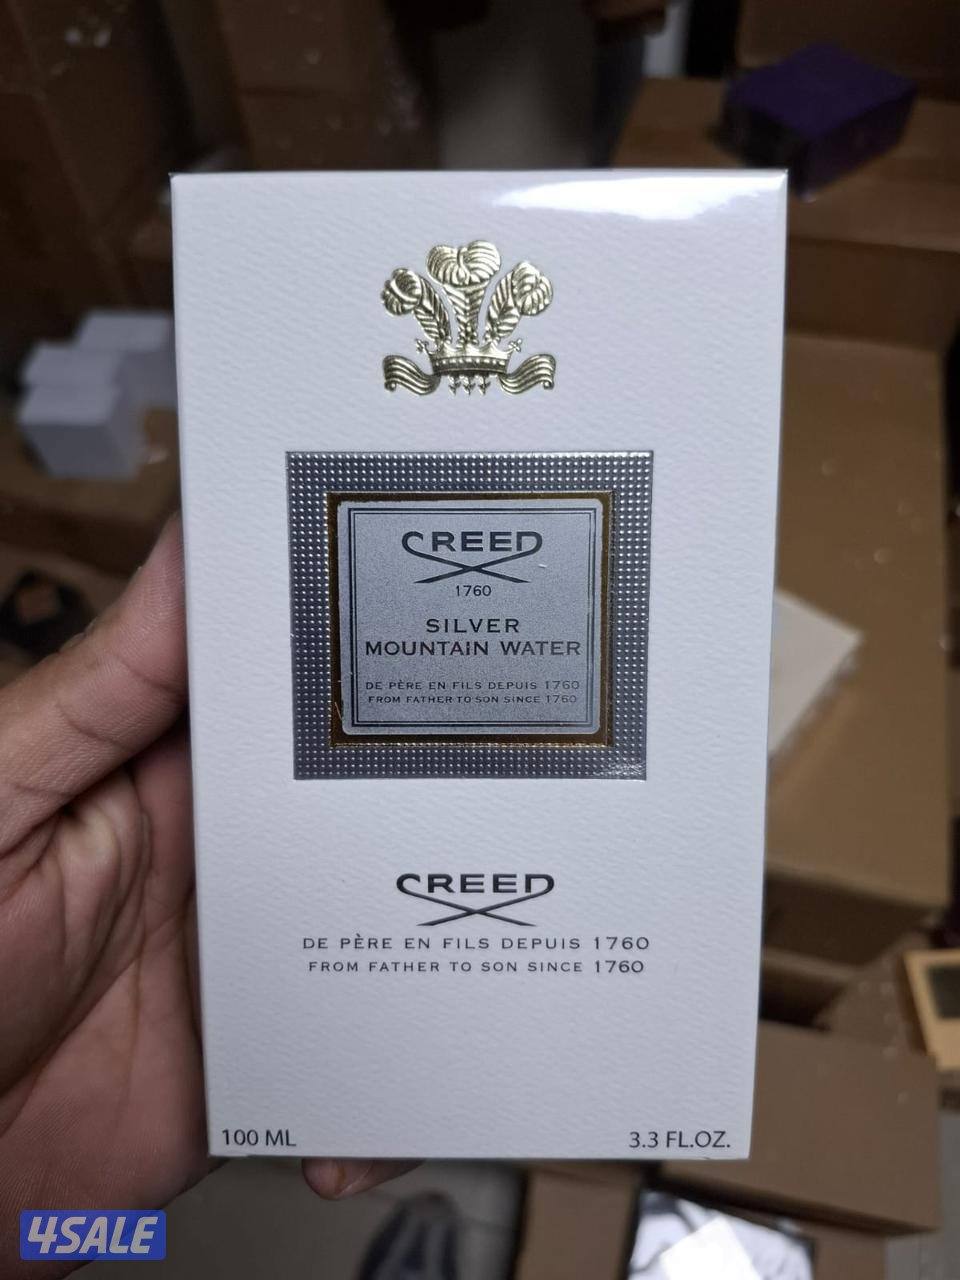 CREED
1760
SILVER
MOUNTAIN WATER
DE PÈRE EN FILS DEPUIS 1760
FROM FATHER TO SON SINCE 1760
CREED
DE PÈRE EN FILS DEPUIS 1760
FROM FATHER TO SON SINCE 1760
100 ML 3.3 FL.OZ.
4SALE